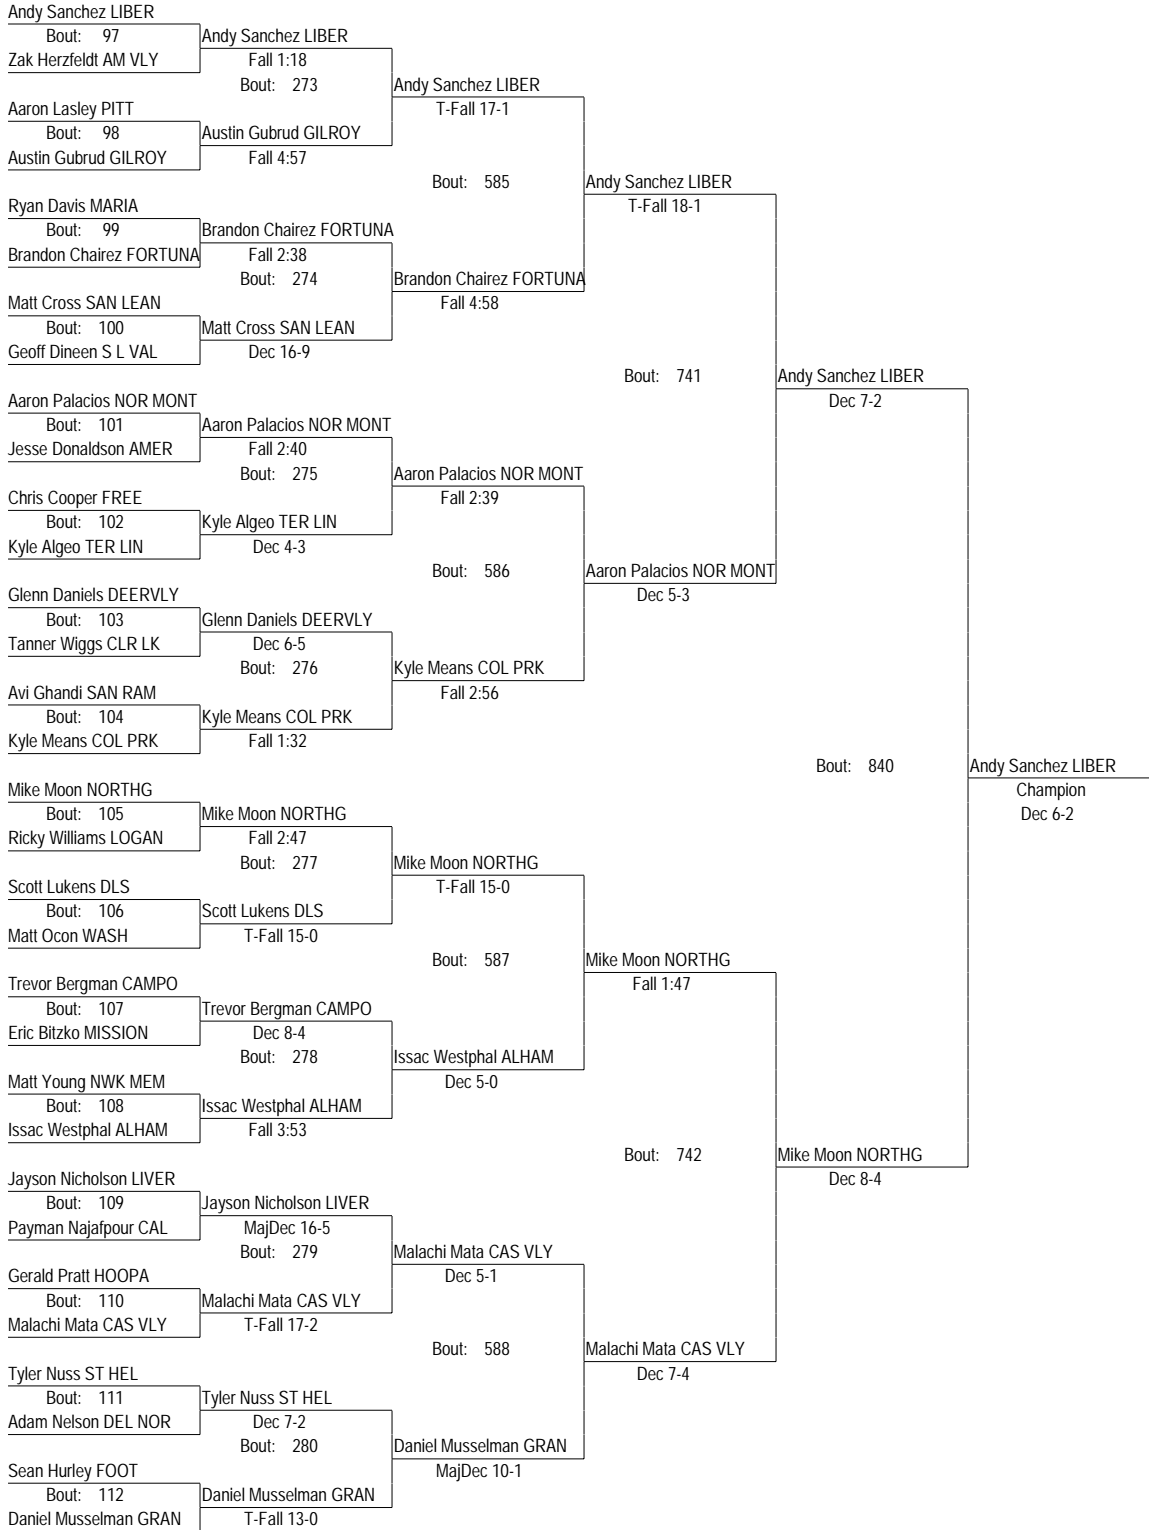 Andy Sanchez LIBER
Bout: 97
Andy Sanchez LIBER
Zak Herzfeldt AM VLY
Fall 1:18
Bout: 273
Andy Sanchez LIBER
Aaron Lasley PITT
T-Fall 17-1
Bout: 98
Austin Gubrud GILROY
Austin Gubrud GILROY
Fall 4:57
Bout: 585
Andy Sanchez LIBER
Ryan Davis MARIA
T-Fall 18-1
Bout: 99
Brandon Chairez FORTUNA
Brandon Chairez FORTUNA
Fall 2:38
Bout: 274
Brandon Chairez FORTUNA
Matt Cross SAN LEAN
Fall 4:58
Bout: 100
Matt Cross SAN LEAN
Geoff Dineen S L VAL
Dec 16-9
Bout: 741
Andy Sanchez LIBER
Aaron Palacios NOR MONT
Dec 7-2
Bout: 101
Aaron Palacios NOR MONT
Jesse Donaldson AMER
Fall 2:40
Bout: 275
Aaron Palacios NOR MONT
Chris Cooper FREE
Fall 2:39
Bout: 102
Kyle Algeo TER LIN
Kyle Algeo TER LIN
Dec 4-3
Bout: 586
Aaron Palacios NOR MONT
Glenn Daniels DEERVLY
Dec 5-3
Bout: 103
Glenn Daniels DEERVLY
Tanner Wiggs CLR LK
Dec 6-5
Bout: 276
Kyle Means COL PRK
Avi Ghandi SAN RAM
Fall 2:56
Bout: 104
Kyle Means COL PRK
Kyle Means COL PRK
Fall 1:32
Bout: 840
Andy Sanchez LIBER
Mike Moon NORTHG
Champion
Bout: 105
Mike Moon NORTHG
Dec 6-2
Ricky Williams LOGAN
Fall 2:47
Bout: 277
Mike Moon NORTHG
Scott Lukens DLS
T-Fall 15-0
Bout: 106
Scott Lukens DLS
Matt Ocon WASH
T-Fall 15-0
Bout: 587
Mike Moon NORTHG
Trevor Bergman CAMPO
Fall 1:47
Bout: 107
Trevor Bergman CAMPO
Eric Bitzko MISSION
Dec 8-4
Bout: 278
Issac Westphal ALHAM
Matt Young NWK MEM
Dec 5-0
Bout: 108
Issac Westphal ALHAM
Issac Westphal ALHAM
Fall 3:53
Bout: 742
Mike Moon NORTHG
Jayson Nicholson LIVER
Dec 8-4
Bout: 109
Jayson Nicholson LIVER
Payman Najafpour CAL
MajDec 16-5
Bout: 279
Malachi Mata CAS VLY
Gerald Pratt HOOPA
Dec 5-1
Bout: 110
Malachi Mata CAS VLY
Malachi Mata CAS VLY
T-Fall 17-2
Bout: 588
Malachi Mata CAS VLY
Tyler Nuss ST HEL
Dec 7-4
Bout: 111
Tyler Nuss ST HEL
Adam Nelson DEL NOR
Dec 7-2
Bout: 280
Daniel Musselman GRAN
Sean Hurley FOOT
MajDec 10-1
Bout: 112
Daniel Musselman GRAN
Daniel Musselman GRAN
T-Fall 13-0